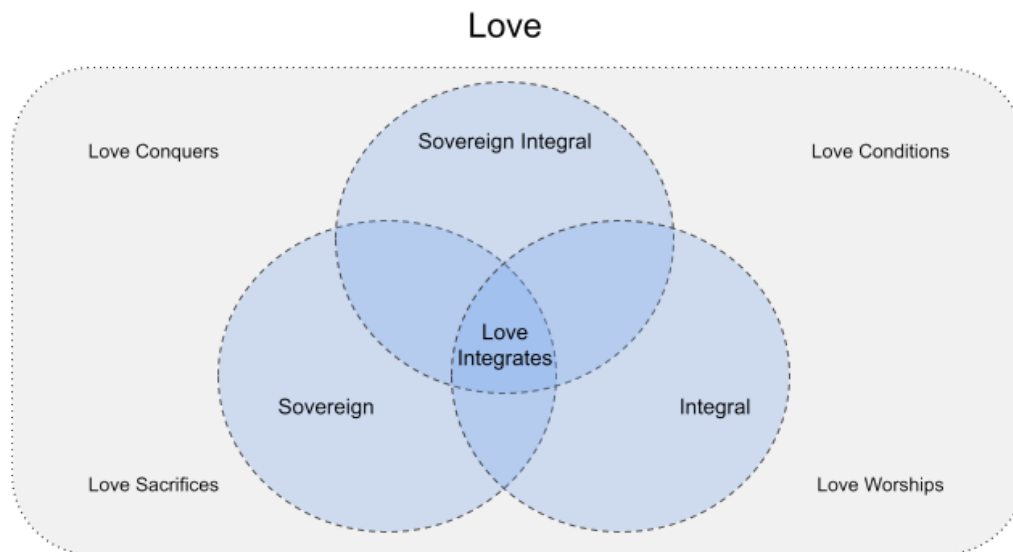 Love
Sovereign Integral
Love Conquers
Love Conditions
Love
Integrates
Sovereign
Integral
Love Sacrifices
Love Worships